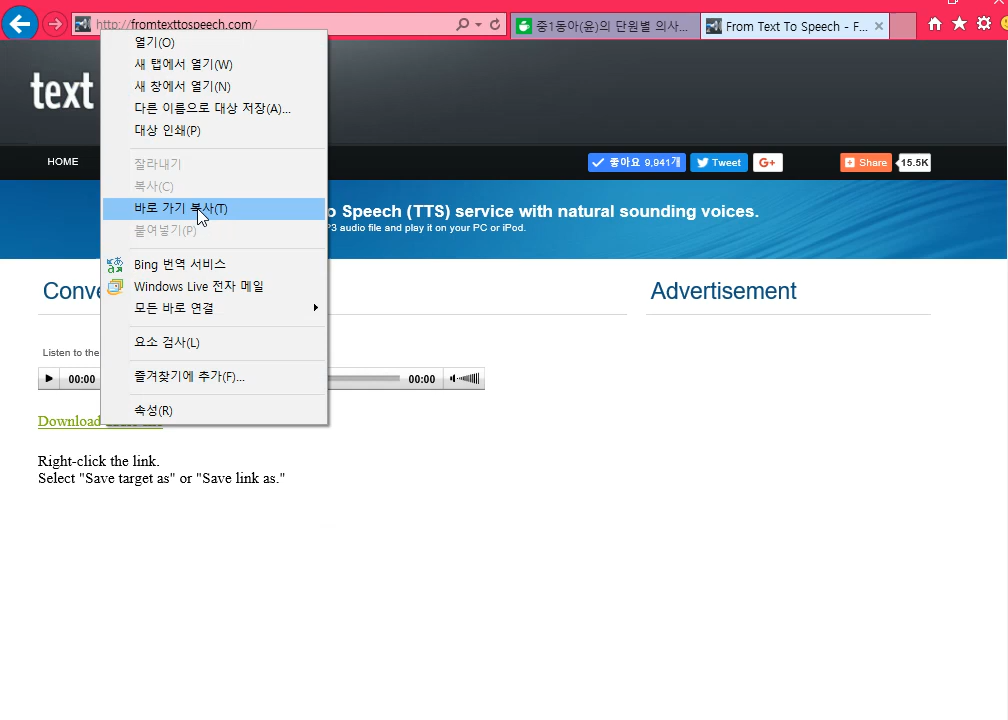 http://fromtexttospeech.com/
중1동아(윤)의 단원별 의사...
From Text To Speech - F...
text
열기(O)
새 탭에서 열기(W)
새 창에서 열기(N)
다른 이름으로 대상 저장(A)...
대상 인쇄(P)
잘라내기
복사(C)
바로 가기 복사(T)
붙여넣기(P)
Bing 번역 서비스
Windows Live 전자 메일
모든 바로 연결
요소 검사(L)
즐겨찾기에 추가(F)...
속성(R)
HOME
좋아요 9,941개
Tweet
G+
Share
15.5K
Speech (TTS) service with natural sounding voices.
audio file and play it on your PC or iPod.
Advertisement
Listen to the
00:00
00:00
Download
Right-click the link.
Select "Save target as" or "Save link as."